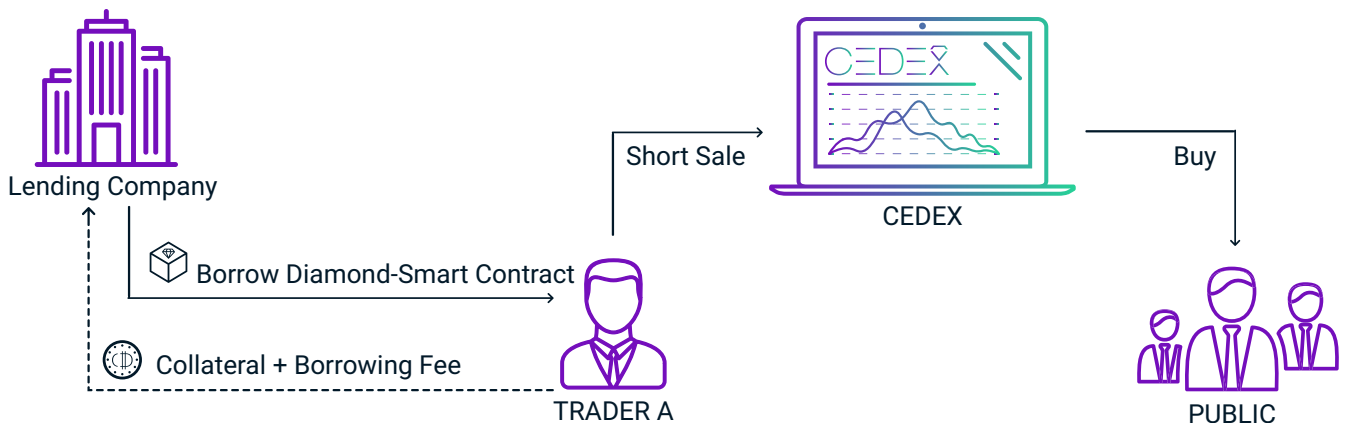 CEDEX
Short Sale
Buy
Lending Company
CEDEX
Borrow Diamond-Smart Contract
Collateral + Borrowing Fee
TRADER A
PUBLIC